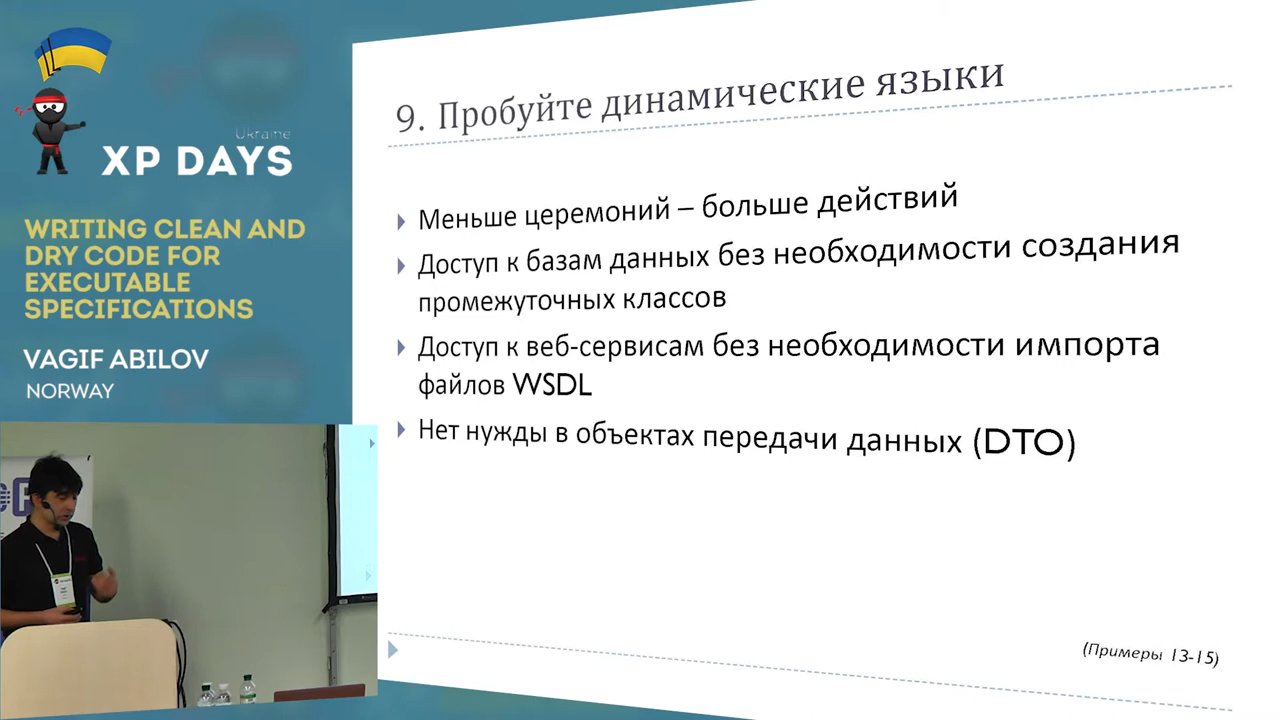 Ukraine
XP DAYS
WRITING CLEAN AND
DRY CODE FOR
EXECUTABLE
SPECIFICATIONS
VAGIF ABILOV
NORWAY
9. Пробуйте динамические языки
Меньше церемоний – больше действий
Доступ к базам данных без необходимости создания
промежуточных классов
Доступ к веб-сервисам без необходимости импорта
файлов WSDL
Нет нужды в объектах передачи данных (DTO)
(Примеры 13-15)